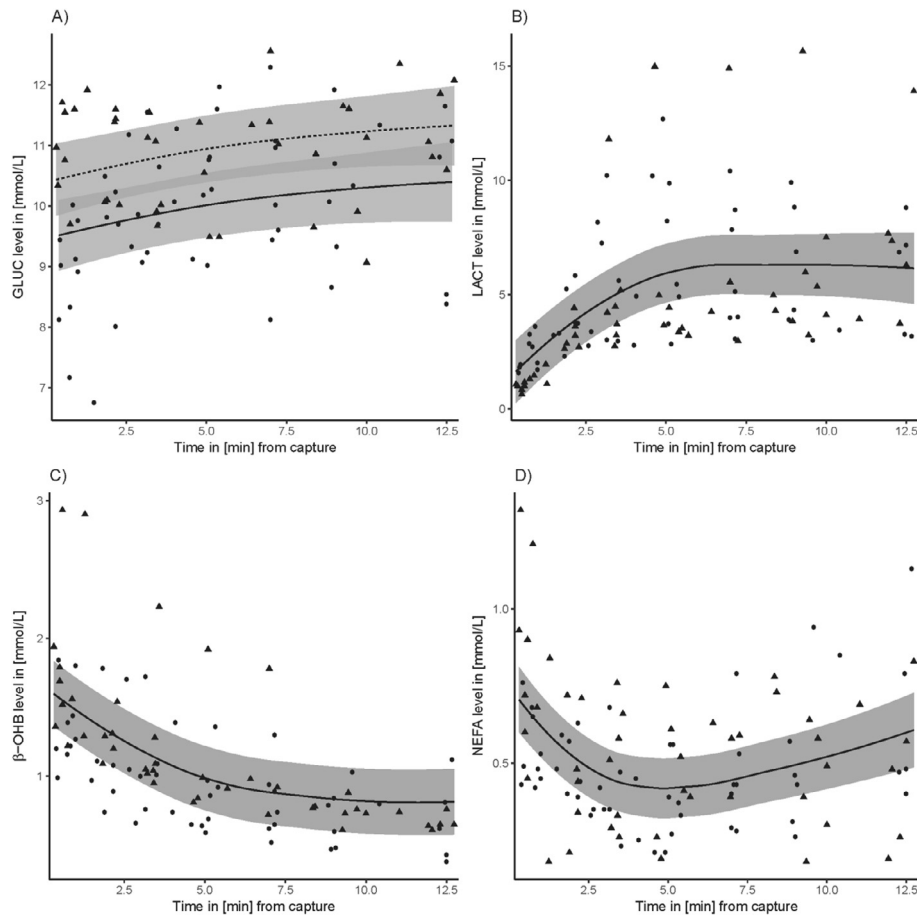 A)
GLUC level in [mmol/L]
12
11
10
9
8
7
2.5 5.0 7.5 10.0 12.5
Time in [min] from capture
B)
LACT level in [mmol/L]
15
10
5
0
2.5 5.0 7.5 10.0 12.5
Time in [min] from capture
C)
β−OHB level in [mmol/L]
3
2
1
2.5 5.0 7.5 10.0 12.5
Time in [min] from capture
D)
NEFA level in [mmol/L]
1.0
0.5
2.5 5.0 7.5 10.0 12.5
Time in [min] from capture